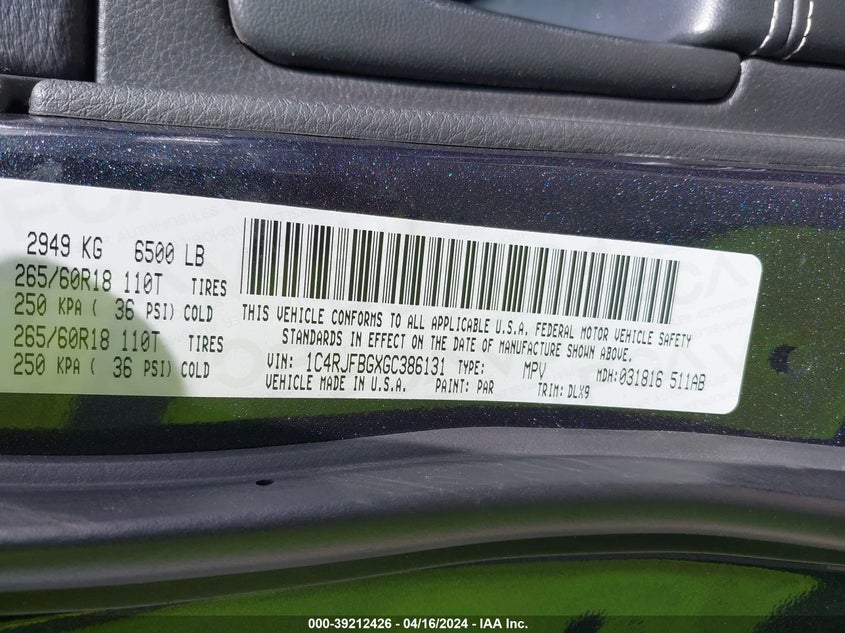 2949 KG 6500 LB
265/60R18 110T TIRES
250 KPA ( 36 PSI) COLD
265/60R18 110T TIRES
250 KPA ( 36 PSI) COLD
THIS VEHICLE CONFORMS TO ALL APPLICABLE U.S.A. FEDERAL MOTOR VEHICLE SAFETY
STANDARDS IN EFFECT ON THE DATE OF MANUFACTURE SHOWN ABOVE.
VIN: 1C4RJFBGXGC386131 TYPE: MPV MDH: 031816 511AB
VEHICLE MADE IN U.S.A. PAINT: PAR TRIM: DLX9
000-39212426 - 04/16/2024 - IAA Inc.